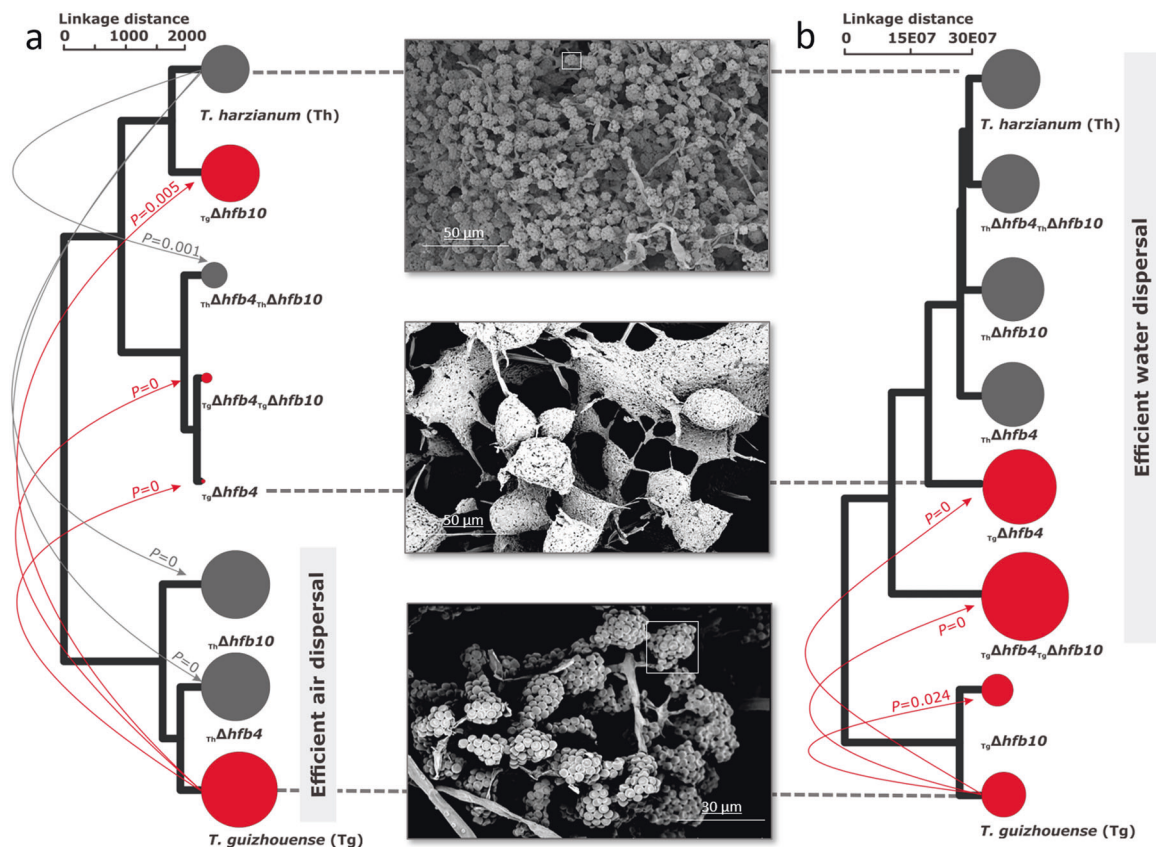 a
Linkage distance
0 1000 2000
T. harzianum (Th)
P=0.005
TgΔhfb10
P=0.001
ThΔhfb4ThΔhfb10
P=0
TgΔhfb4TgΔhfb10
P=0
TgΔhfb4
P=0
ThΔhfb10
P=0
ThΔhfb4
T. guizhouense (Tg)
Efficient air dispersal
50 µm
50 µm
30 µm
b
Linkage distance
0 15E07 30E07
T. harzianum (Th)
ThΔhfb4ThΔhfb10
ThΔhfb10
ThΔhfb4
P=0
TgΔhfb4
P=0
TgΔhfb4TgΔhfb10
P=0.024
TgΔhfb10
T. guizhouense (Tg)
Efficient water dispersal